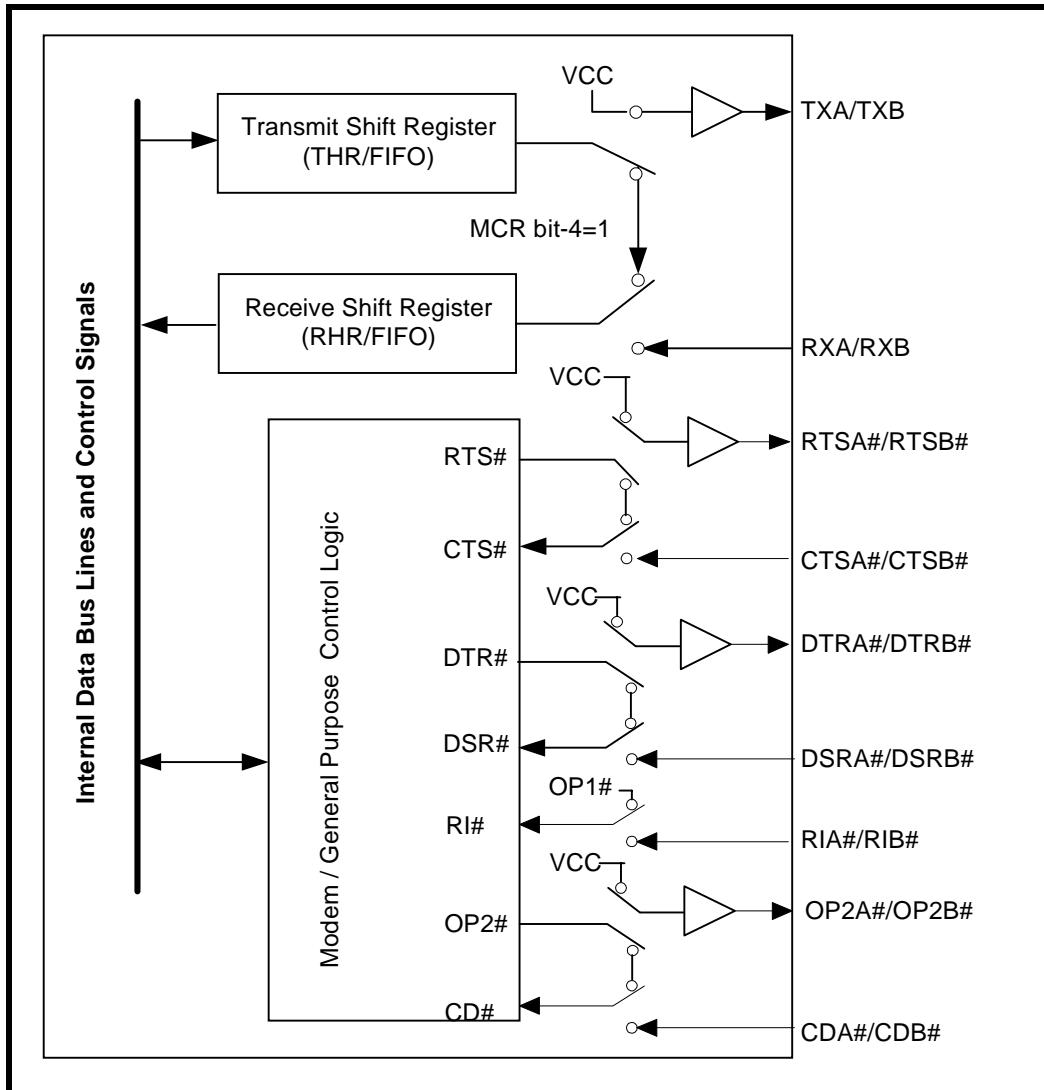 VCC
TXA/TXB
Transmit Shift Register
(THR/FIFO)
MCR bit-4=1
Receive Shift Register
(RHR/FIFO)
RXA/RXB
VCC
RTSA#/RTSB#
RTS#
CTS#
CTSA#/CTSB#
VCC
DTRA#/DTRB#
DTR#
DSR#
DSRA#/DSRB#
OP1#
RI#
RIA#/RIB#
VCC
OP2A#/OP2B#
OP2#
CD#
CDA#/CDB#
Internal Data Bus Lines and Control Signals
Modem / General Purpose Control Logic